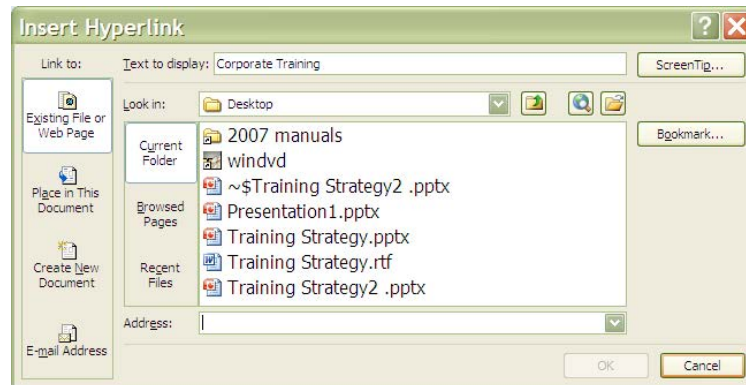 Insert Hyperlink
Link to:
Text to display: Corporate Training
ScreenTip...
Existing File or
Web Page
Look in: Desktop
Bookmark...
Current
Folder
2007 manuals
windvd
~$Training Strategy2 .pptx
Presentation1.pptx
Training Strategy.pptx
Training Strategy.rtf
Training Strategy2 .pptx
Place in This
Document
Browsed
Pages
Create New
Document
Recent
Files
E-mail Address
Address:
OK
Cancel